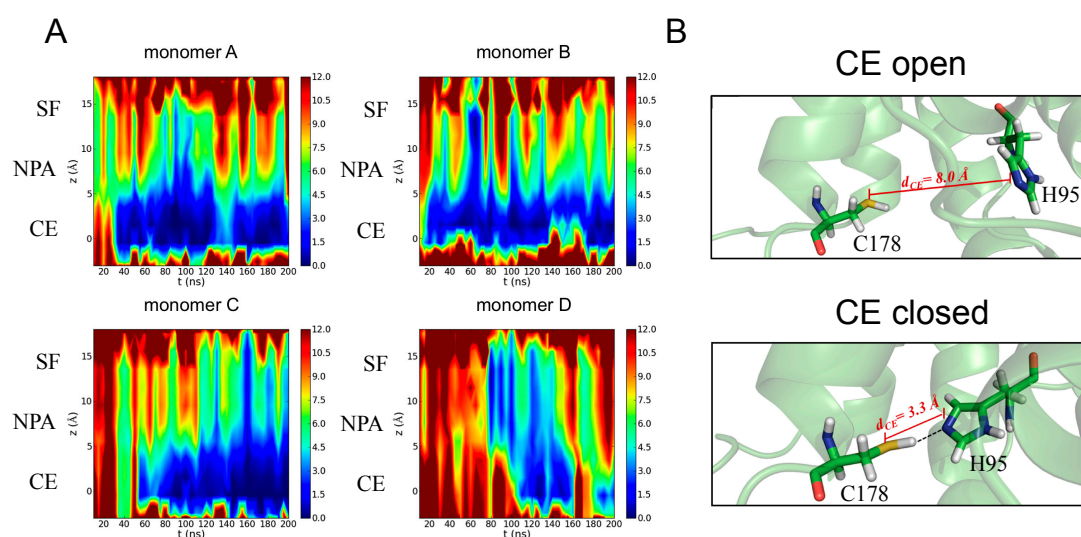 A
B
monomer A
monomer B
SF
NPA
CE
z (Å)
15
10
5
0
20 40 60 80 100 120 140 160 180 200
t (ns)
12.0
10.5
9.0
7.5
6.0
4.5
3.0
1.5
0.0
SF
NPA
CE
z (Å)
15
10
5
0
20 40 60 80 100 120 140 160 180 200
t (ns)
12.0
10.5
9.0
7.5
6.0
4.5
3.0
1.5
0.0
monomer C
monomer D
SF
NPA
CE
z (Å)
15
10
5
0
20 40 60 80 100 120 140 160 180 200
t (ns)
12.0
10.5
9.0
7.5
6.0
4.5
3.0
1.5
0.0
SF
NPA
CE
z (Å)
15
10
5
0
20 40 60 80 100 120 140 160 180 200
t (ns)
12.0
10.5
9.0
7.5
6.0
4.5
3.0
1.5
0.0
CE open
dCE= 8.0 Å
H95
C178
CE closed
dCE= 3.3 Å
H95
C178